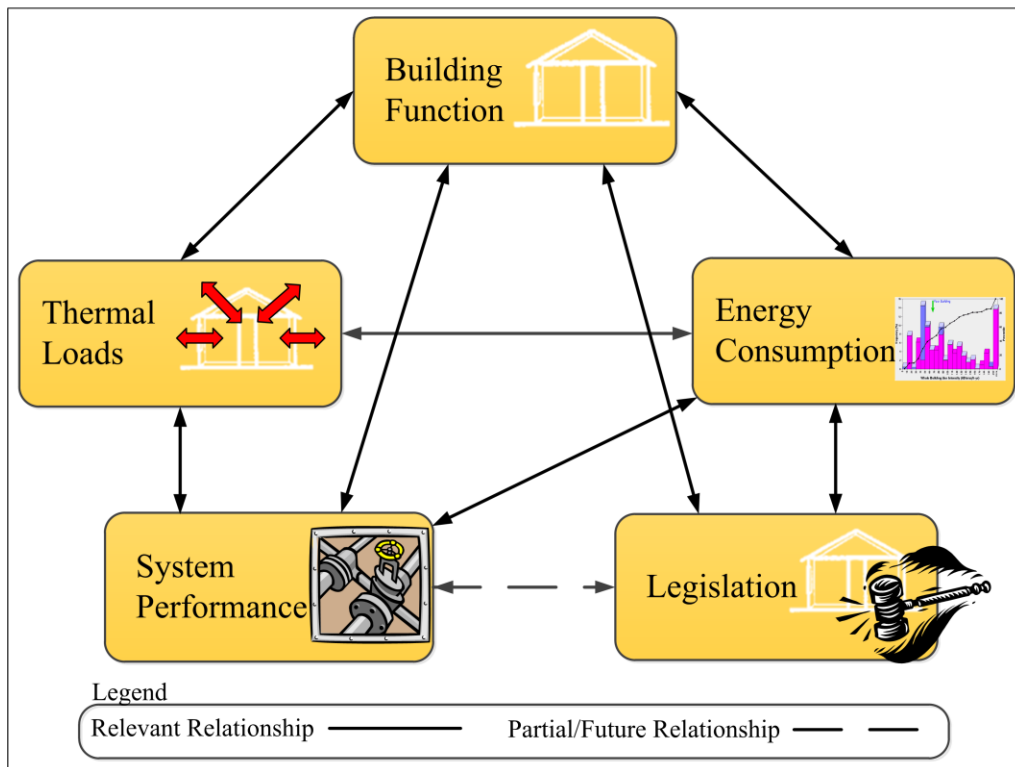 Building
Function
Thermal
Loads
Energy
Consumption
System
Performance
Legislation
Legend
Relevant Relationship
Partial/Future Relationship